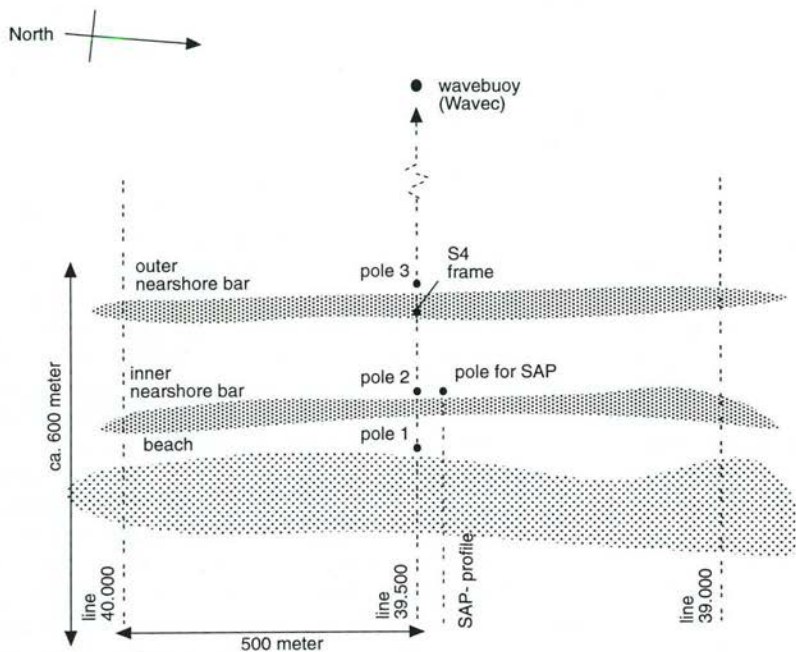 North
wavebuoy
(Wavec)
outer
nearshore bar
pole 3
S4
frame
inner
nearshore bar
pole 2
pole for SAP
beach
pole 1
ca. 600 meter
line
40.000
line
39.500
SAP- profile
line
39.000
500 meter